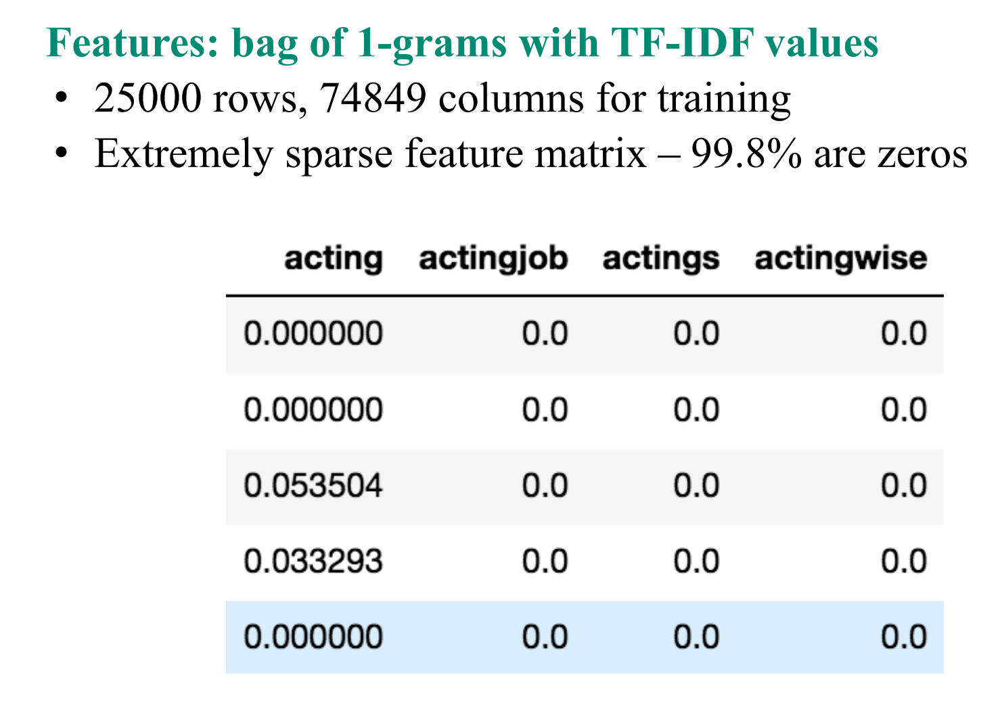 Features: bag of 1-grams with TF-IDF values
• 25000 rows, 74849 columns for training
• Extremely sparse feature matrix – 99.8% are zeros
acting actingjob actings actingwise
0.000000 0.0 0.0 0.0
0.000000 0.0 0.0 0.0
0.053504 0.0 0.0 0.0
0.033293 0.0 0.0 0.0
0.000000 0.0 0.0 0.0